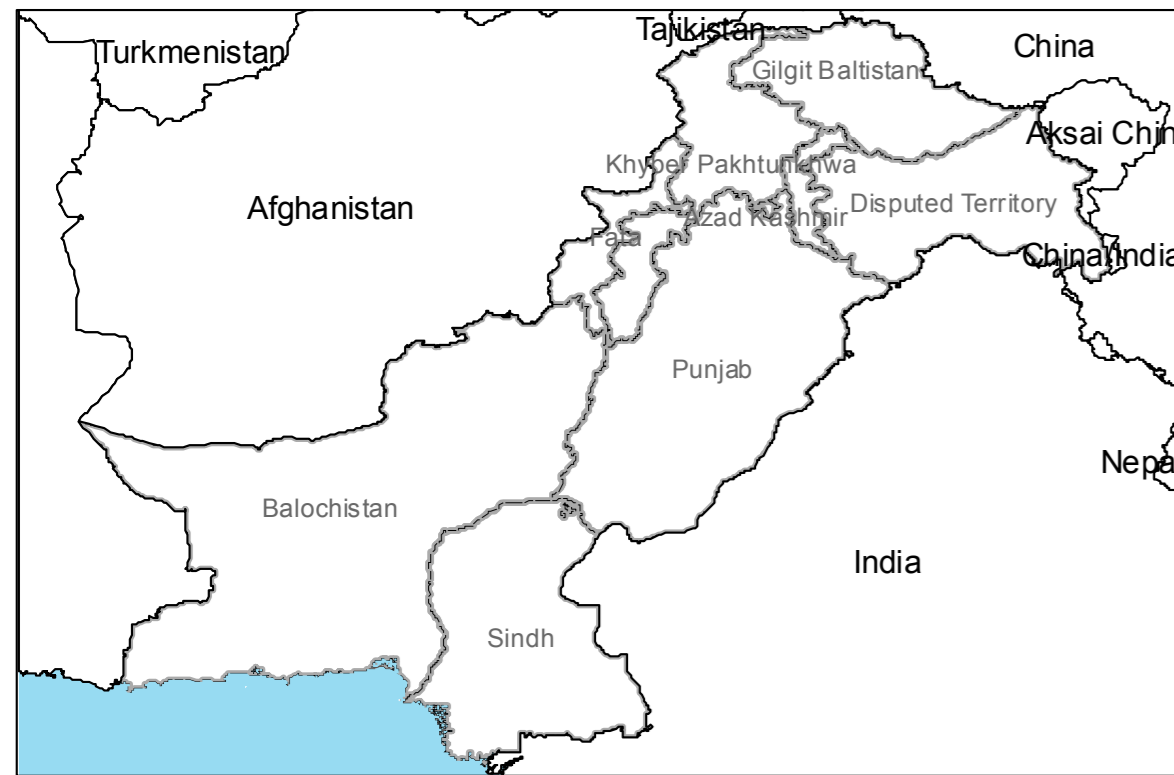 Tajikistan
China
Turkmenistan
Gilgit Baltistan
Aksai Chin
Khyber Pakhtunkhwa
Disputed Territory
Afghanistan
Azad Kashmir
Fata
China/India
Punjab
Nepa
Balochistan
India
Sindh